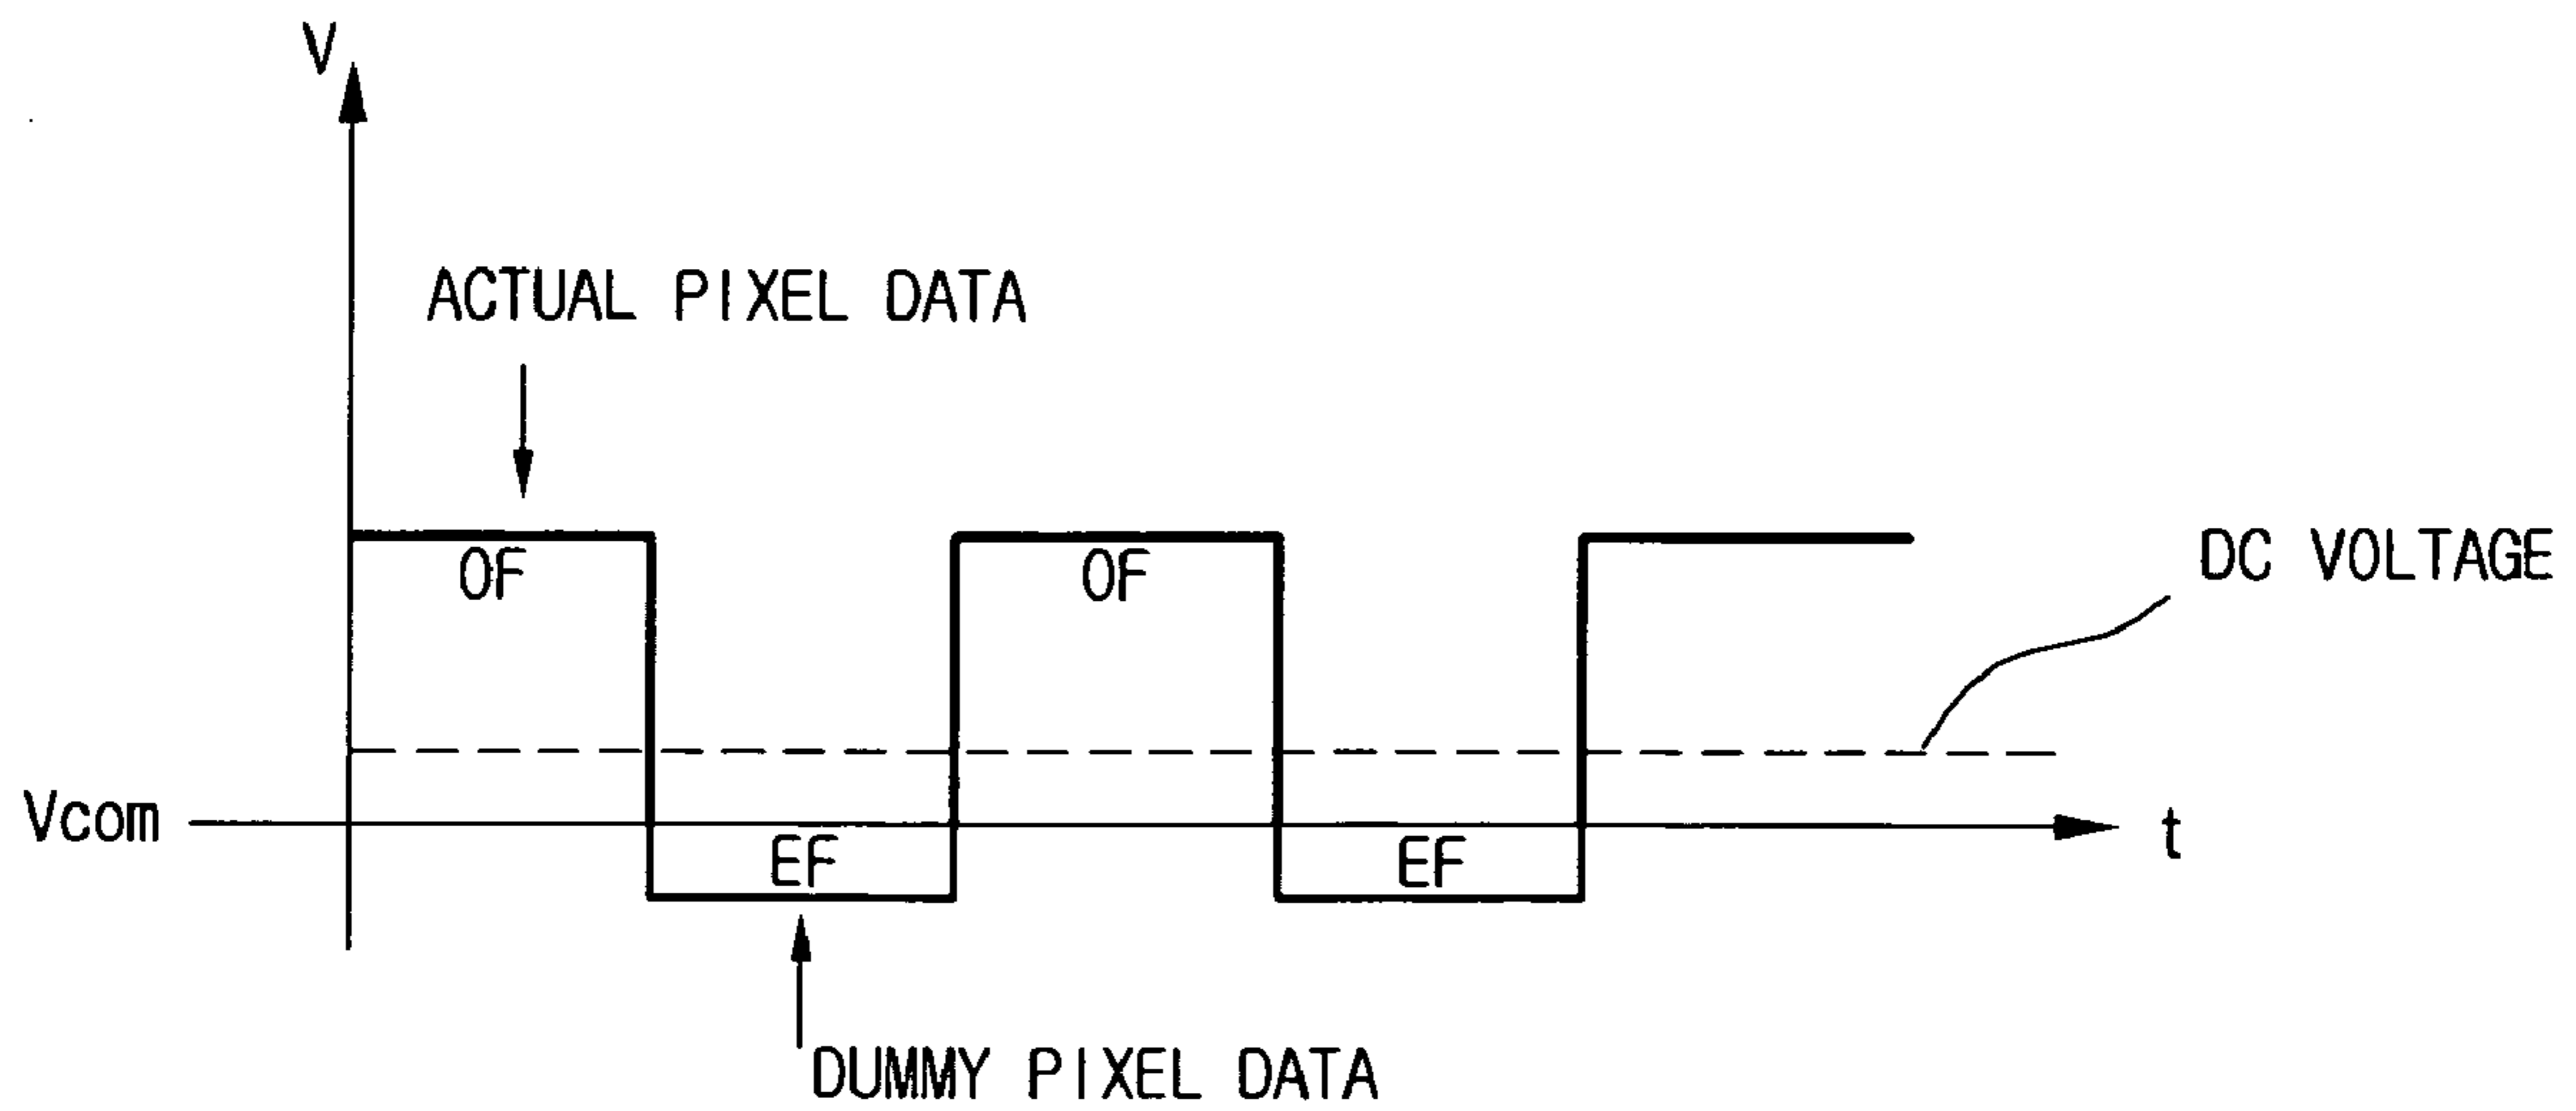 V
ACTUAL PIXEL DATA
OF
OF
DC VOLTAGE
Vcom
EF
EF
t
DUMMY PIXEL DATA